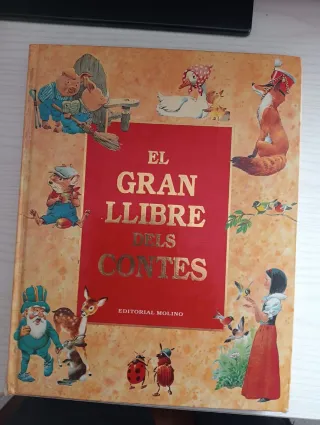 EL
GRAN
LLIBRE
DELS
CONTES
EDITORIAL MOLINO